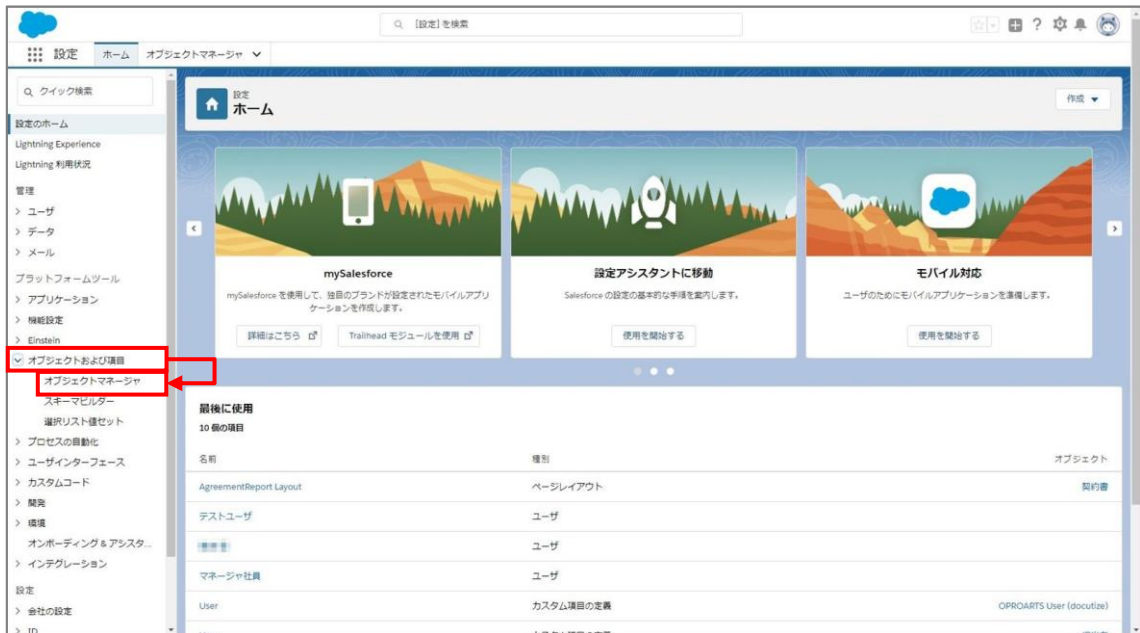 [設定] を検索
設定
ホーム
オブジェクトマネージャ
クイック検索
設定のホーム
Lightning Experience
Lightning 利用状況
管理
ユーザ
データ
メール
プラットフォームツール
アプリケーション
機能設定
Einstein
オブジェクトおよび項目
オブジェクトマネージャ
スキーマビルダー
選択リスト値セット
プロセスの自動化
ユーザインターフェース
カスタムコード
開発
環境
オンボーディング & アシスタ...
インテグレーション
設定
会社の設定
ID
設定
ホーム
作成
mySalesforce
mySalesforce を使用して、独自のブランドが設定されたモバイルアプリ
ケーションを作成します。
詳細はこちら
Trailhead モジュールを使用
設定アシスタントに移動
Salesforce の設定の基本的な手順を案内します。
使用を開始する
モバイル対応
ユーザのためにモバイルアプリケーションを準備します。
使用を開始する
最後に使用
10 個の項目
名前 種別 オブジェクト
AgreementReport Layout ページレイアウト 契約書
テストユーザ ユーザ
ユーザ
マネージャ社員 ユーザ
User カスタム項目の定義 OPROARTS User (docutize)